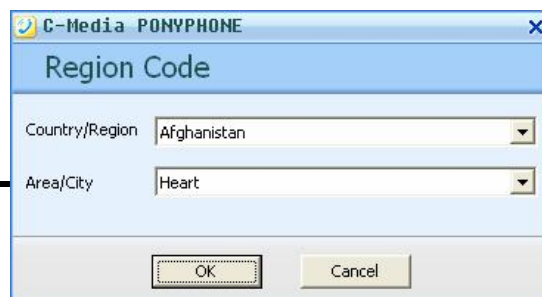 C-Media PONYPHONE
Region Code
Country/Region Afghanistan
Area/City Heart
OK Cancel